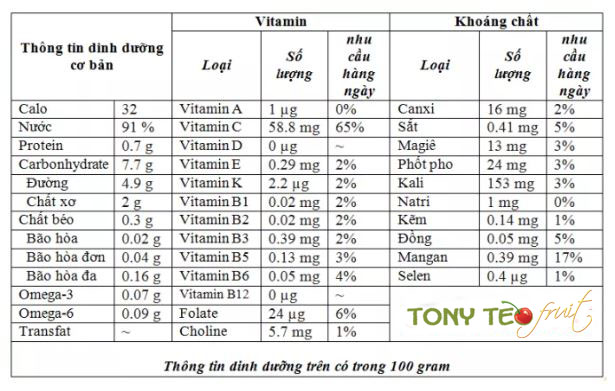 Thông tin dinh dưỡng cơ bản | Vitamin | Khoáng chất
Loại | Số lượng | nhu cầu hàng ngày | Loại | Số lượng | nhu cầu hàng ngày
Calo | 32 | Vitamin A | 1 µg | 0% | Canxi | 16 mg | 2%
Nước | 91 % | Vitamin C | 58.8 mg | 65% | Sắt | 0.41 mg | 5%
Protein | 0.7 g | Vitamin D | 0 µg | ~ | Magiê | 13 mg | 3%
Carbonhydrate | 7.7 g | Vitamin E | 0.29 mg | 2% | Phốt pho | 24 mg | 3%
Đường | 4.9 g | Vitamin K | 2.2 µg | 2% | Kali | 153 mg | 3%
Chất xơ | 2 g | Vitamin B1 | 0.02 mg | 2% | Natri | 1 mg | 0%
Chất béo | 0.3 g | Vitamin B2 | 0.02 mg | 2% | Kẽm | 0.14 mg | 1%
Bão hòa | 0.02 g | Vitamin B3 | 0.39 mg | 2% | Đồng | 0.05 mg | 5%
Bão hòa đơn | 0.04 g | Vitamin B5 | 0.13 mg | 3% | Mangan | 0.39 mg | 17%
Bão hòa đa | 0.16 g | Vitamin B6 | 0.05 mg | 4% | Selen | 0.4 µg | 1%
Omega-3 | 0.07 g | Vitamin B12 | 0 µg | ~
Omega-6 | 0.09 g | Folate | 24 µg | 6%
Transfat | ~ | Choline | 5.7 mg | 1%
TONY TEO fruit
Thông tin dinh dưỡng trên có trong 100 gram